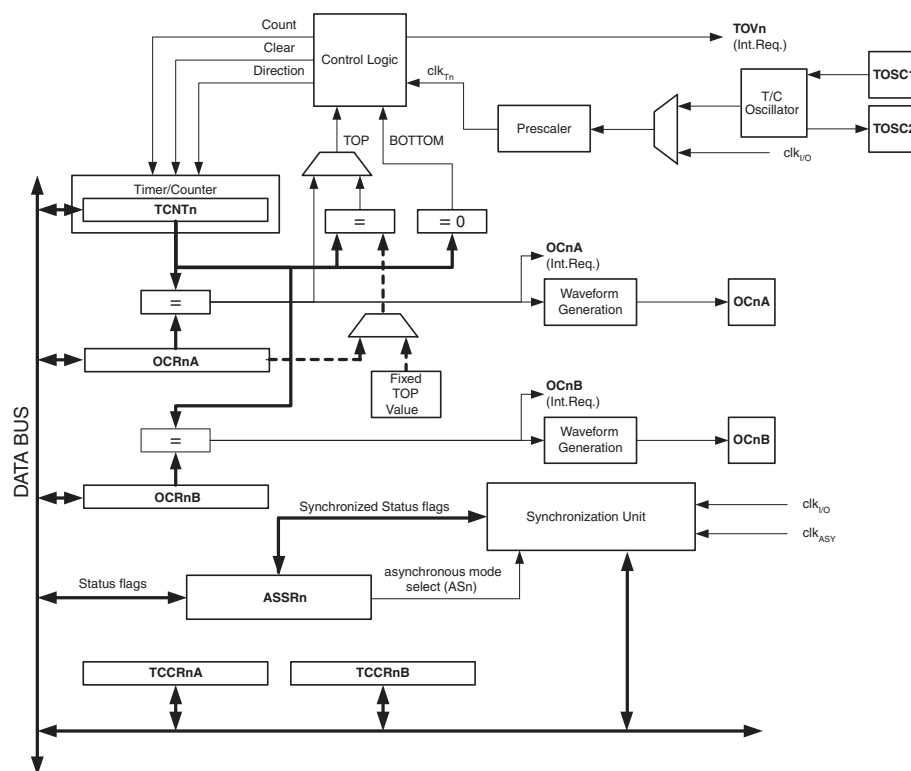 Count
Clear
Direction
Control Logic
TOVn
(Int.Req.)
clkTn
TOP
BOTTOM
Prescaler
T/C
Oscillator
TOSC1
TOSC2
clkI/O
Timer/Counter
TCNTn
=
= 0
OCnA
(Int.Req.)
=
Waveform
Generation
OCnA
OCRnA
Fixed
TOP
Value
OCnB
(Int.Req.)
=
Waveform
Generation
OCnB
OCRnB
DATA BUS
Synchronized Status flags
Synchronization Unit
clkI/O
clkASY
Status flags
ASSRn
asynchronous mode
select (ASn)
TCCRnA
TCCRnB